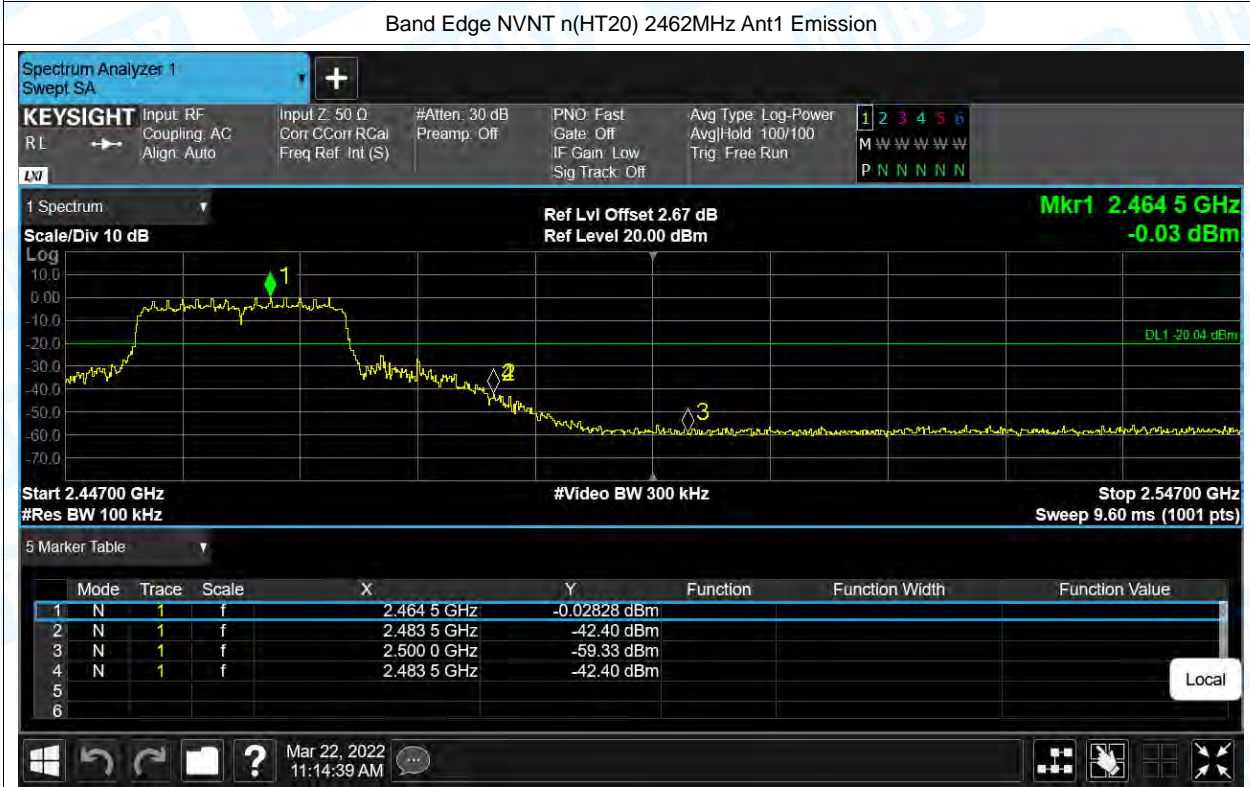 Band Edge NVNT n(HT20) 2462MHz Ant1 Emission
Spectrum Analyzer 1
Swept SA
+
KEYSIGHT Input: RF Input Z: 50 Ω #Atten: 30 dB PNO: Fast Avg Type: Log-Power 1 2 3 4 5 6
RL Coupling: AC Corr CCorr RCal Preamp: Off Gate: Off Avg|Hold: 100/100 M W W W W W
Align: Auto Freq Ref: Int (S) IF Gain: Low Trig: Free Run
LXI Sig Track: Off P N N N N N
1 Spectrum Ref Lvl Offset 2.67 dB Mkr1 2.464 5 GHz
Scale/Div 10 dB Ref Level 20.00 dBm -0.03 dBm
Log
10.0
1
0.00
-10.0
DL1 -20.04 dBm
-20.0
-30.0
2
4
-40.0
-50.0
3
-60.0
-70.0
Start 2.44700 GHz #Video BW 300 kHz Stop 2.54700 GHz
#Res BW 100 kHz Sweep 9.60 ms (1001 pts)
5 Marker Table
Mode Trace Scale X Y Function Function Width Function Value
1 N 1 f 2.464 5 GHz -0.02828 dBm
2 N 1 f 2.483 5 GHz -42.40 dBm
3 N 1 f 2.500 0 GHz -59.33 dBm
4 N 1 f 2.483 5 GHz -42.40 dBm
5
6
Local
? Mar 22, 2022
11:14:39 AM